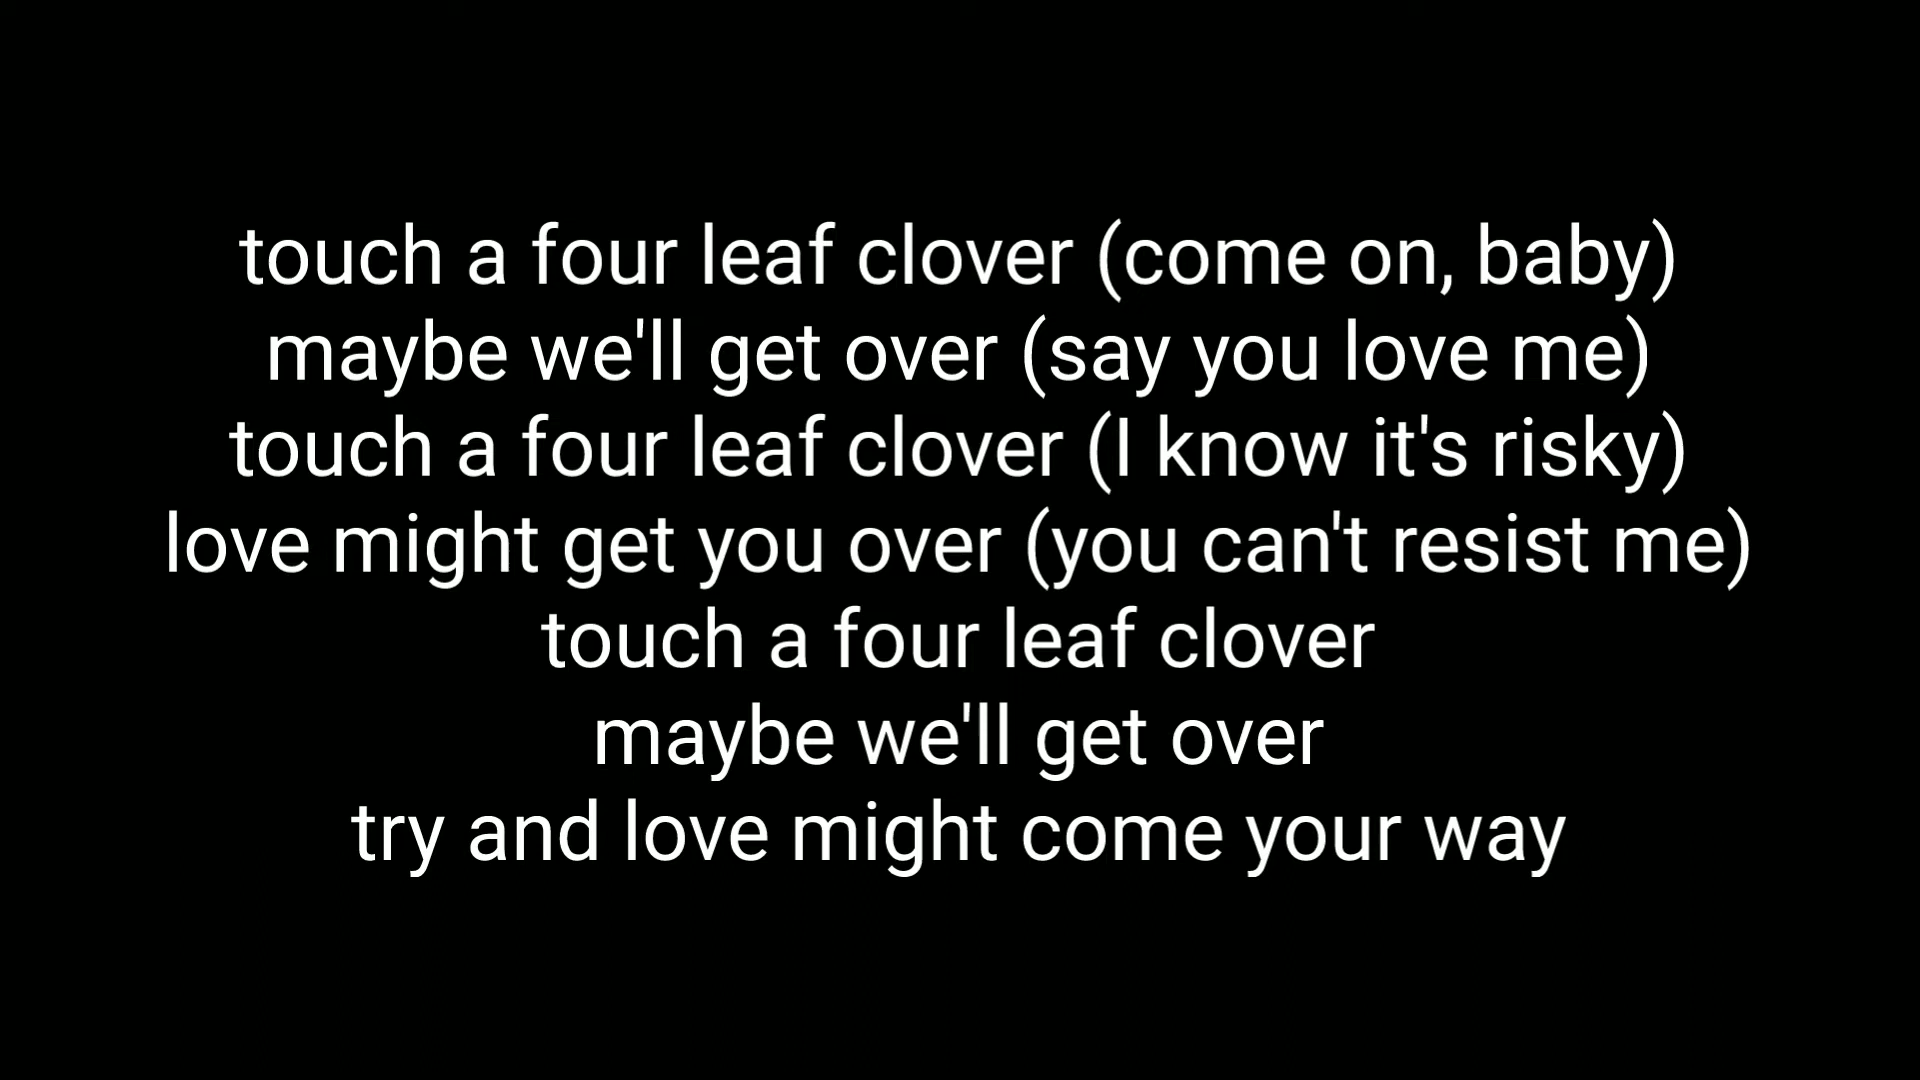 touch a four leaf clover (come on, baby)
maybe we'll get over (say you love me)
touch a four leaf clover (I know it's risky)
love might get you over (you can't resist me)
touch a four leaf clover
maybe we'll get over
try and love might come your way